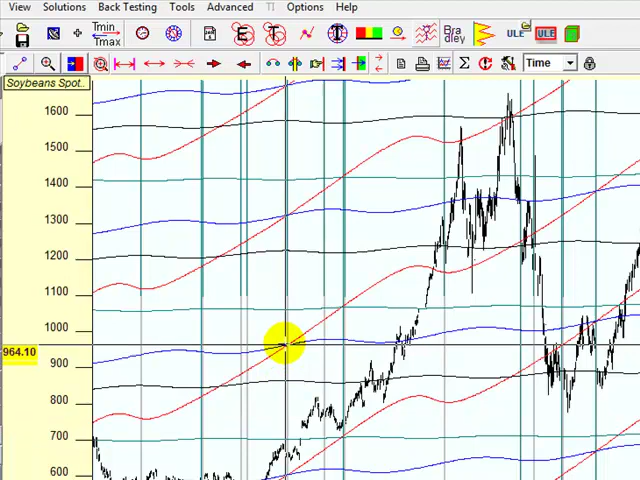 View Solutions Back Testing Tools Advanced TI Options Help
Tmin
Tmax
E T T Bra
dley ULE ULE
Time
Soybeans Spot..
1600
1500
1400
1300
1200
1100
1000
964.10
900
800
700
600